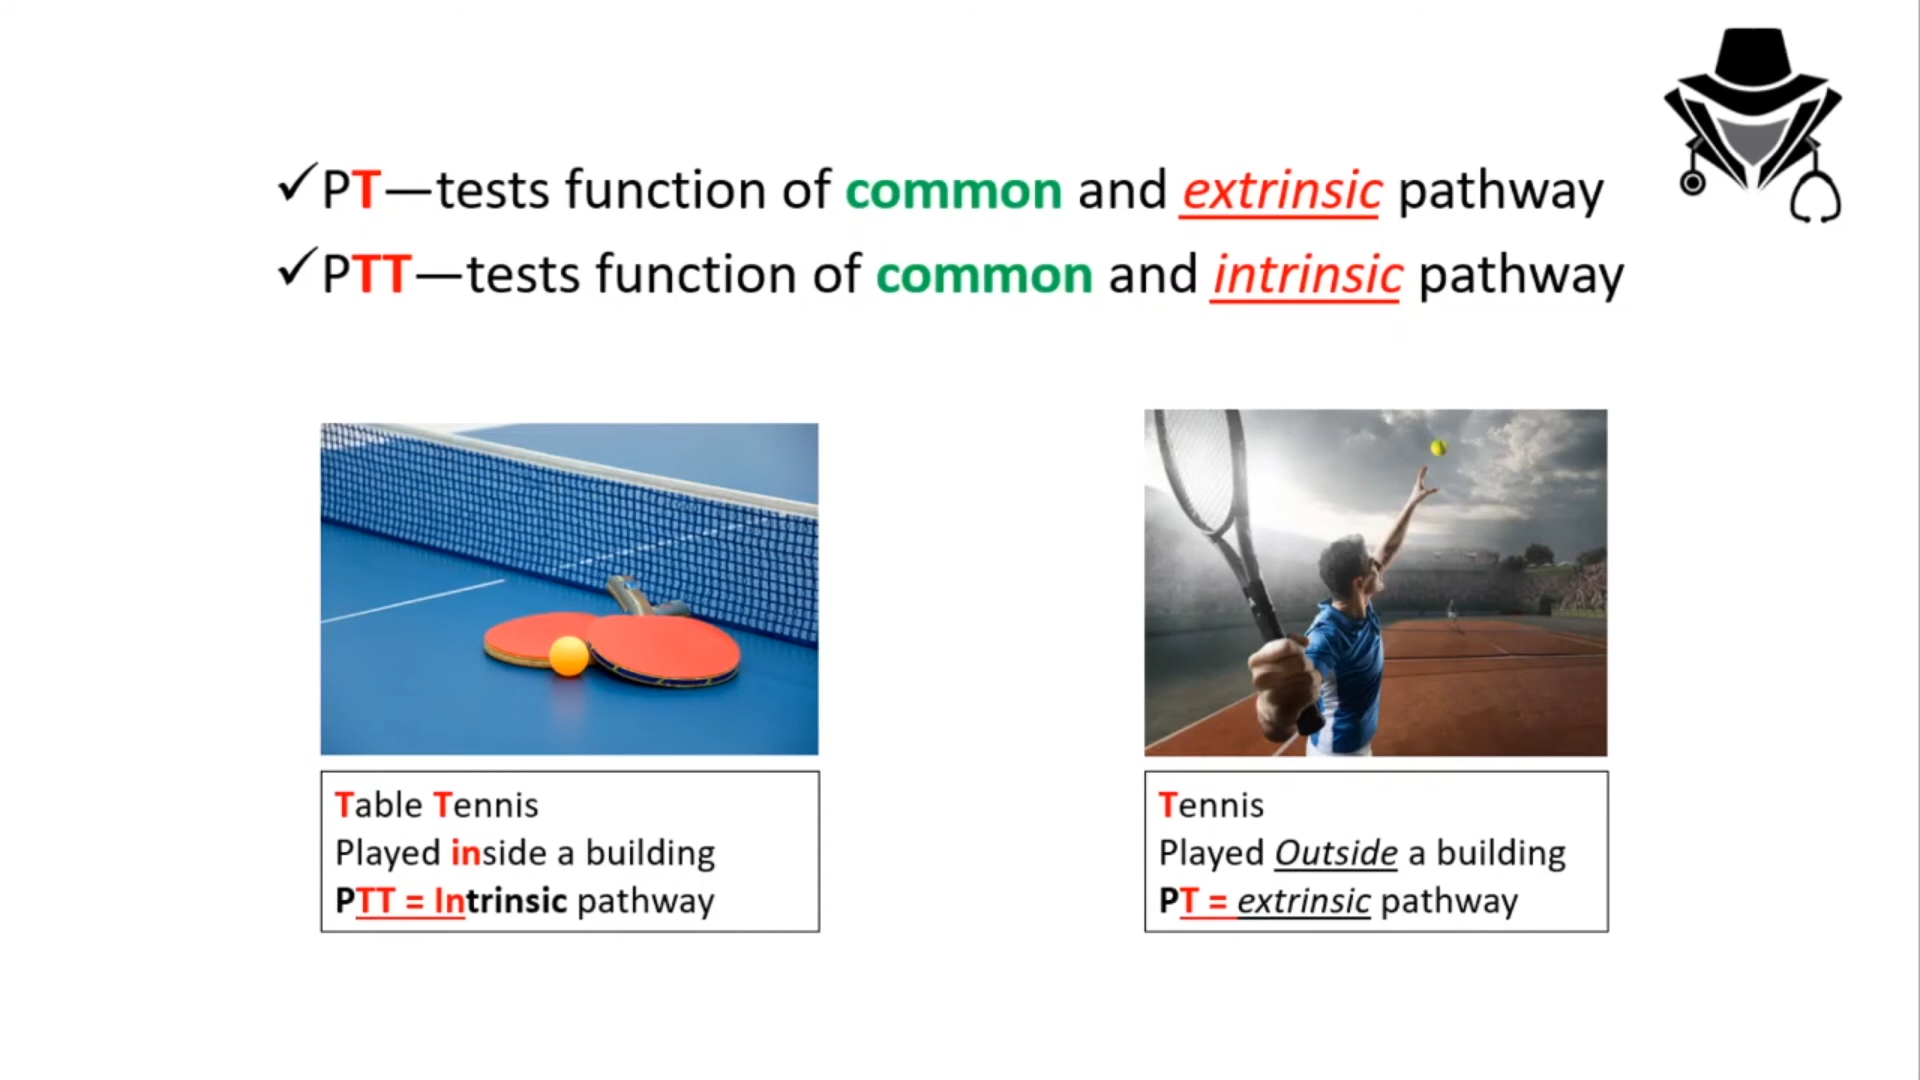 ✓PT—tests function of common and extrinsic pathway
✓PTT—tests function of common and intrinsic pathway
Table Tennis
Played inside a building
PTT = Intrinsic pathway
Tennis
Played Outside a building
PT = extrinsic pathway